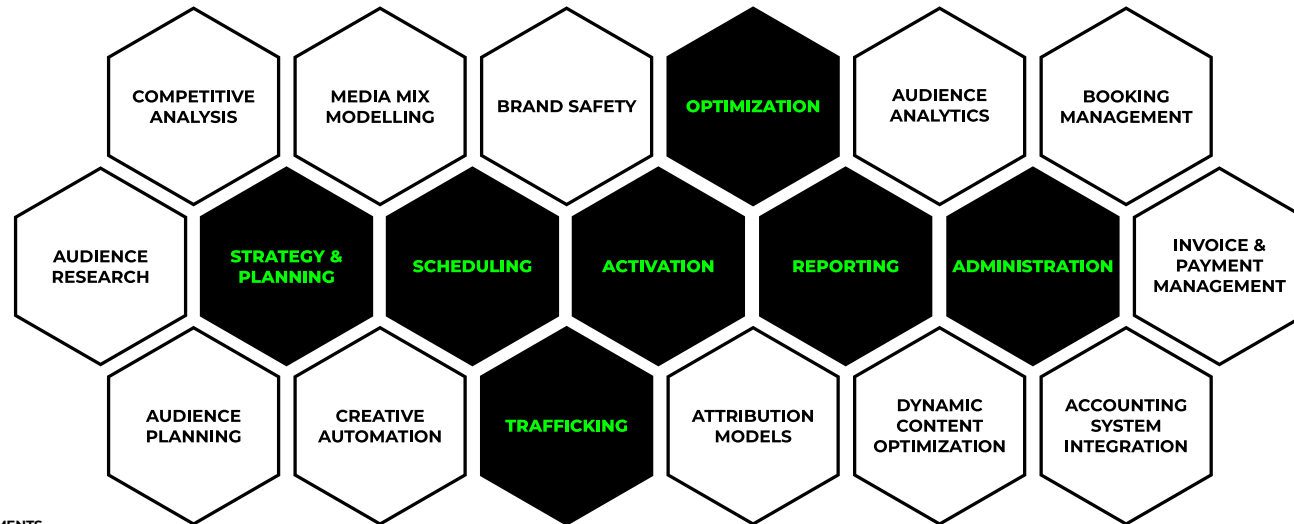 COMPETITIVE
ANALYSIS
MEDIA MIX
MODELLING
BRAND SAFETY
OPTIMIZATION
AUDIENCE
ANALYTICS
BOOKING
MANAGEMENT
AUDIENCE
RESEARCH
STRATEGY &
PLANNING
SCHEDULING
ACTIVATION
REPORTING
ADMINISTRATION
INVOICE &
PAYMENT
MANAGEMENT
AUDIENCE
PLANNING
CREATIVE
AUTOMATION
TRAFFICKING
ATTRIBUTION
MODELS
DYNAMIC
CONTENT
OPTIMIZATION
ACCOUNTING
SYSTEM
INTEGRATION